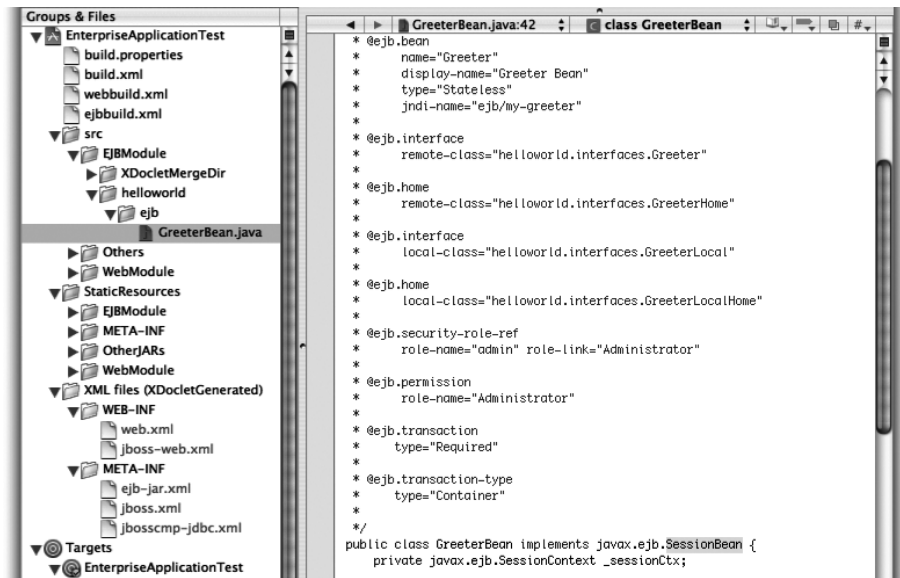 Groups & Files
EnterpriseApplicationTest
build.properties
build.xml
webbuild.xml
ejbbuild.xml
src
EJBModule
XDocletMergeDir
helloworld
ejb
GreeterBean.java
Others
WebModule
StaticResources
EJBModule
META-INF
OtherJARs
WebModule
XML files (XDocletGenerated)
WEB-INF
web.xml
jboss-web.xml
META-INF
ejb-jar.xml
jboss.xml
jbosscmp-jdbc.xml
Targets
EnterpriseApplicationTest
GreeterBean.java:42 C class GreeterBean #
* @ejb.bean
* name="Greeter"
* display-name="Greeter Bean"
* type="Stateless"
* jndi-name="ejb/my-greeter"
*
* @ejb.interface
* remote-class="helloworld.interfaces.Greeter"
*
* @ejb.home
* remote-class="helloworld.interfaces.GreeterHome"
*
* @ejb.interface
* local-class="helloworld.interfaces.GreeterLocal"
*
* @ejb.home
* local-class="helloworld.interfaces.GreeterLocalHome"
*
* @ejb.security-role-ref
* role-name="admin" role-link="Administrator"
*
* @ejb.permission
* role-name="Administrator"
*
* @ejb.transaction
* type="Required"
*
* @ejb.transaction-type
* type="Container"
*
*/
public class GreeterBean implements javax.ejb.SessionBean {
private javax.ejb.SessionContext _sessionCtx;